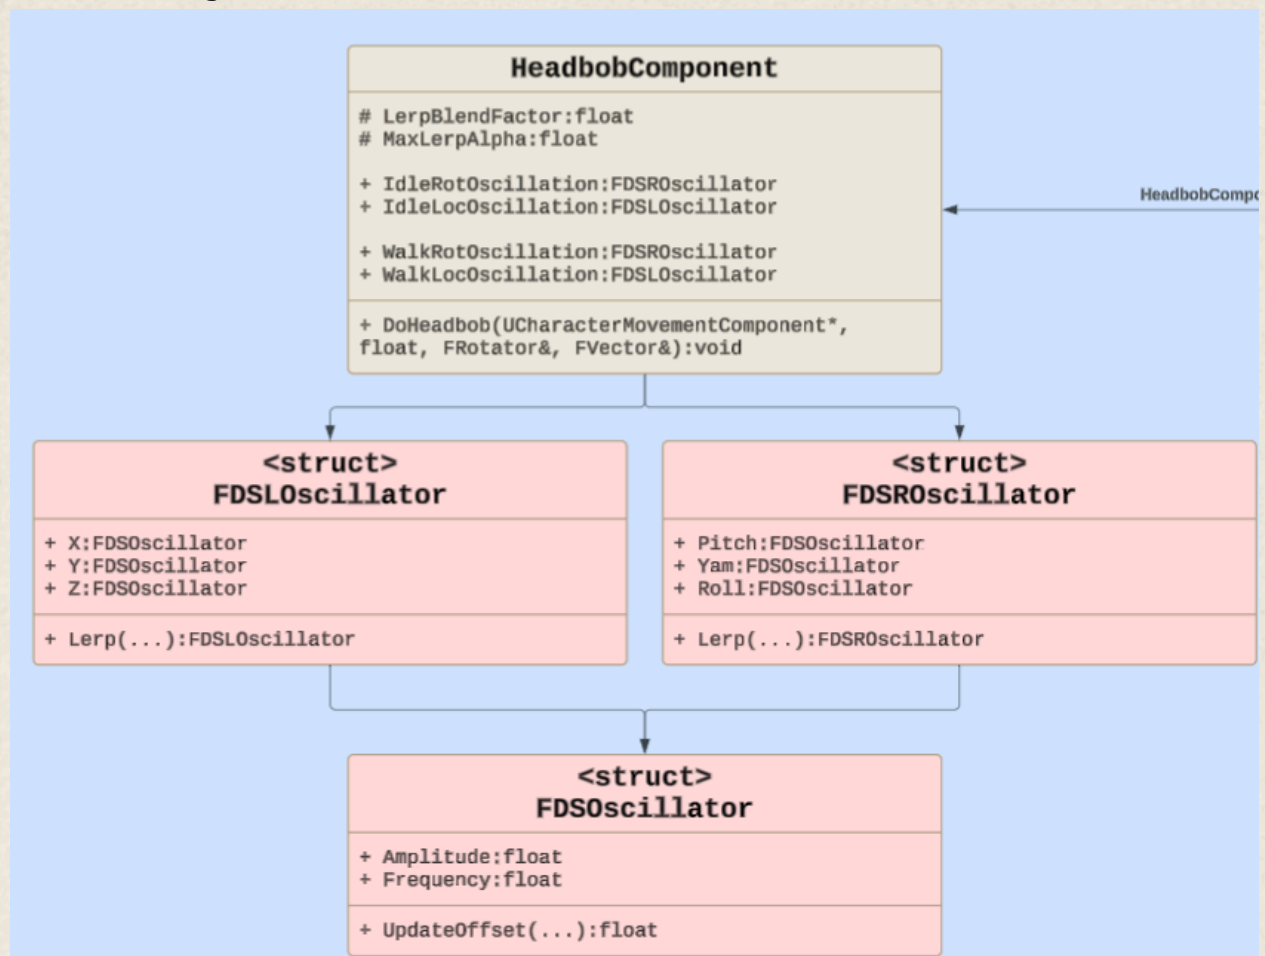 HeadbobComponent
# LerpBlendFactor:float
# MaxLerpAlpha:float
+ IdleRotOscillation:FDSROscillator
+ IdleLocOscillation:FDSLOscillator
+ WalkRotOscillation:FDSROscillator
+ WalkLocOscillation:FDSLOscillator
+ DoHeadbob(UCharacterMovementComponent*,
float, FRotator&, FVector&):void
HeadbobCompo
<struct>
FDSLOscillator
+ X:FDSOscillator
+ Y:FDSOscillator
+ Z:FDSOscillator
+ Lerp(...):FDSLOscillator
<struct>
FDSROscillator
+ Pitch:FDSOscillator
+ Yam:FDSOscillator
+ Roll:FDSOscillator
+ Lerp(...):FDSROscillator
<struct>
FDSOscillator
+ Amplitude:float
+ Frequency:float
+ UpdateOffset(...):float